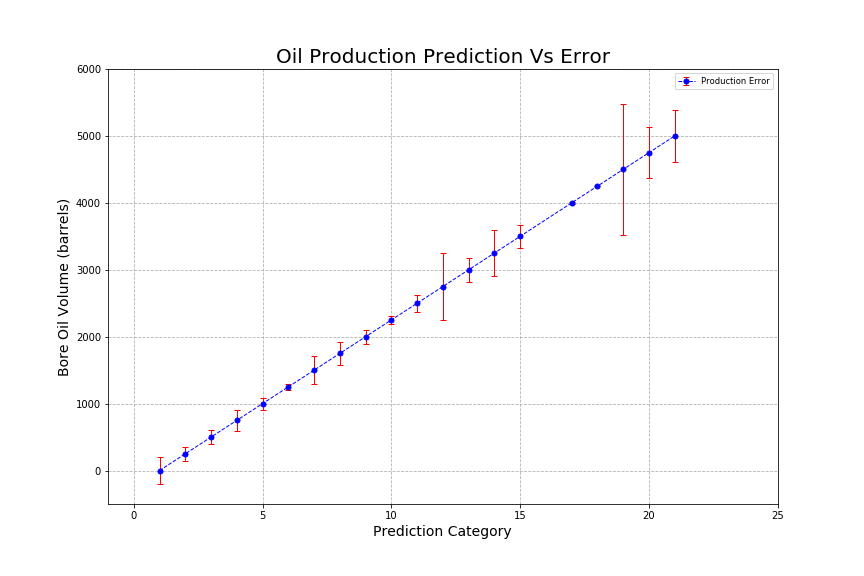 Oil Production Prediction Vs Error
Production Error
6000
5000
4000
3000
2000
1000
0
Bore Oil Volume (barrels)
0 5 10 15 20 25
Prediction Category